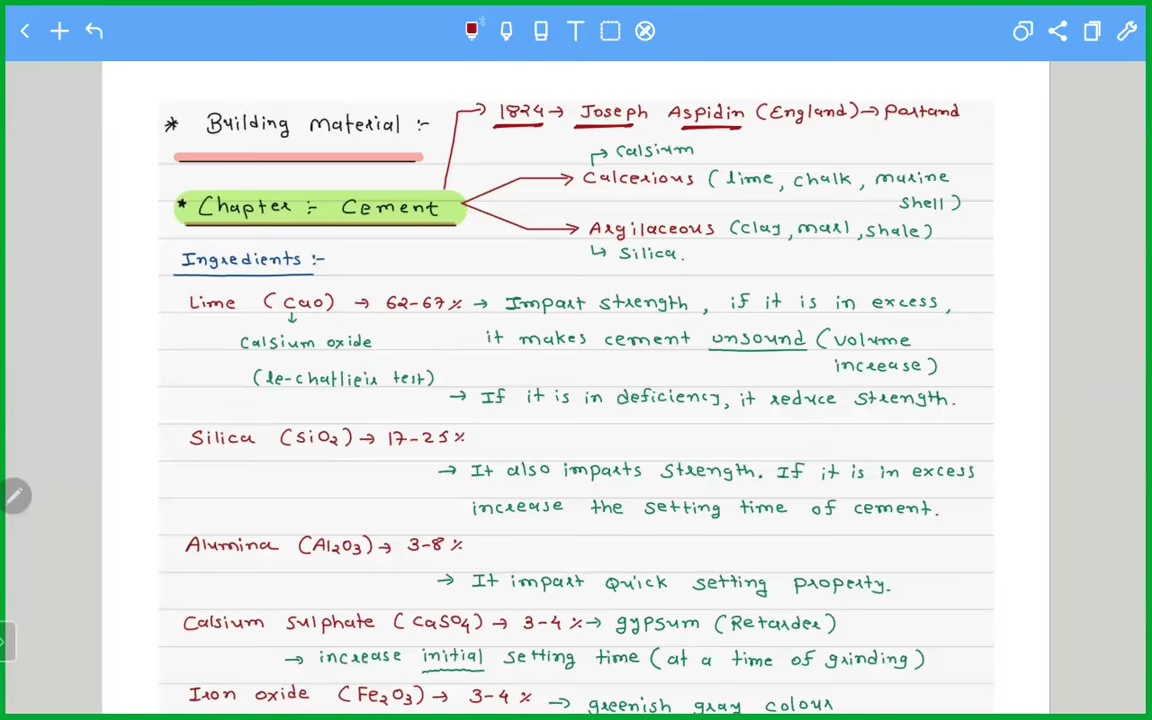 → 1824 → Joseph Aspidin (England) → Portand
* Building Material :-
↱ Calsium
→ Calcerious (lime, chalk, marine
shell)
* Chapter :- Cement
→ Argilaceous (clay, marl, shale)
↳ Silica.
Ingredients :-
Lime (CaO) → 62-67 % → Impart strength, if it is in excess,
↓
Calsium oxide
it makes cement unsound (volume
increase)
(le-chatlieis test)
→ If it is in deficiency, it reduce strength.
Silica (SiO2) → 17-25 %
→ It also imparts strength. If it is in excess
increase the setting time of cement.
Alumina (Al2O3) → 3-8 %
→ It impart Quick setting property.
Calsium Sulphate (CaSO4) → 3-4 % → gypsum (Retarder)
→ increase initial setting time (at a time of grinding)
Iron oxide (Fe2O3) → 3-4 % → greenish gray colour